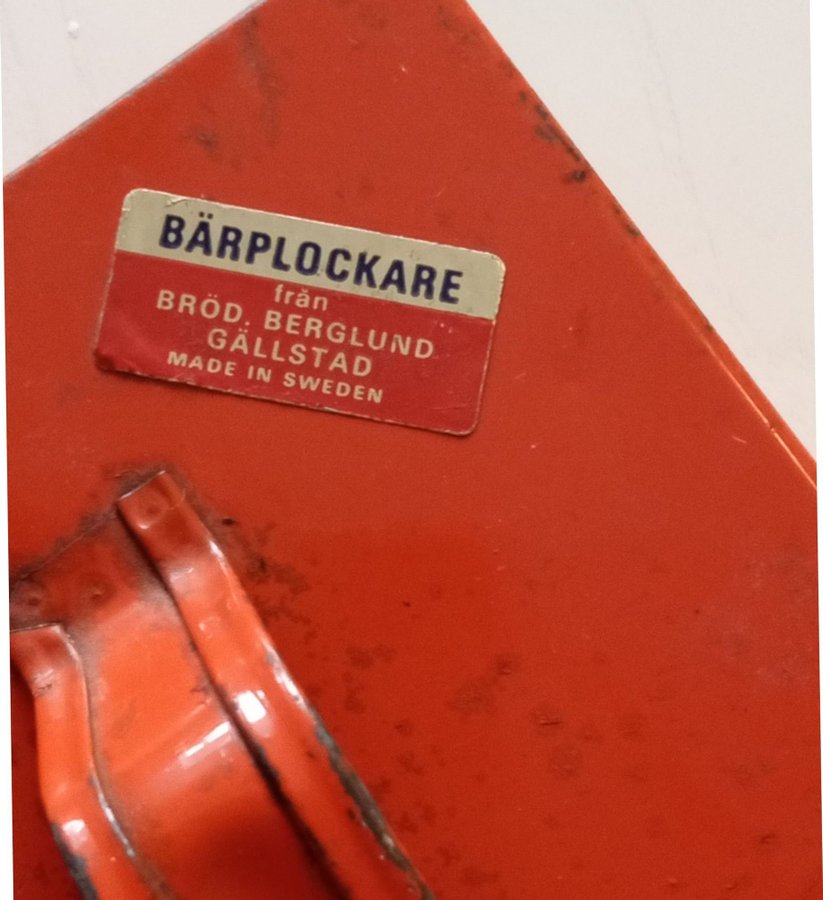 BÄRPLOCKARE
från
BRÖD. BERGLUND
GÄLLSTAD
MADE IN SWEDEN